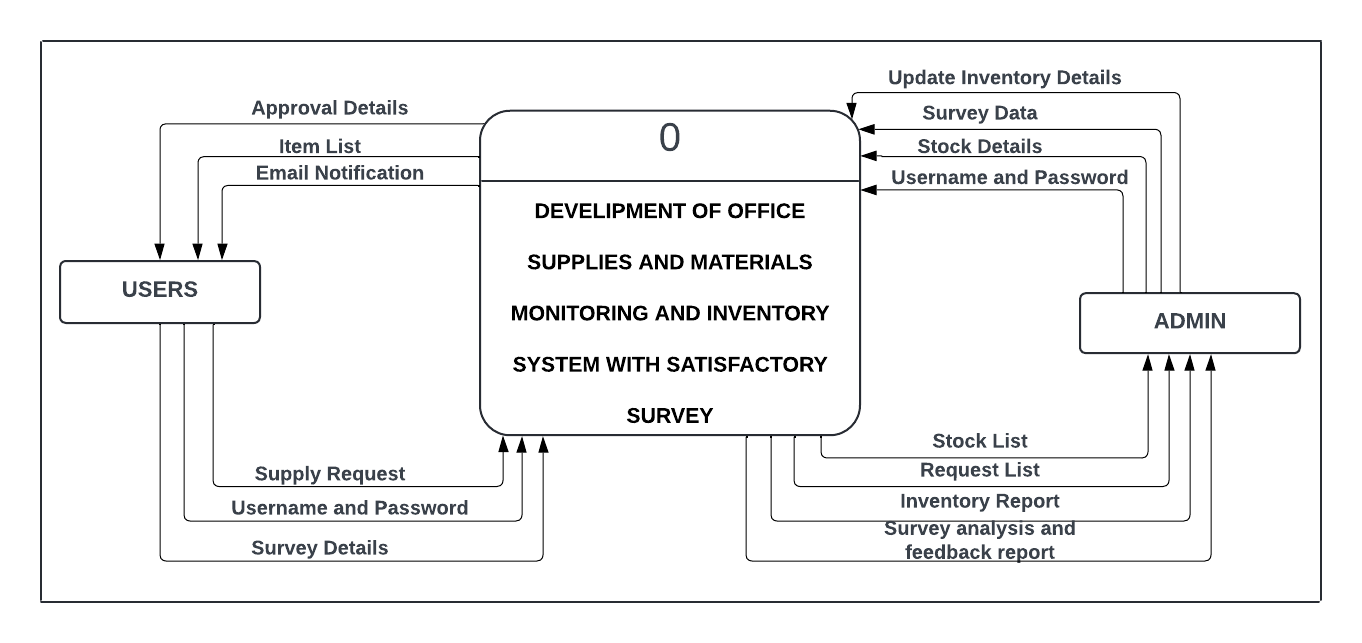 Update Inventory Details
Approval Details
Survey Data
0
Item List
Stock Details
Email Notification
Username and Password
DEVELIPMENT OF OFFICE
SUPPLIES AND MATERIALS
MONITORING AND INVENTORY
SYSTEM WITH SATISFACTORY
SURVEY
USERS
ADMIN
Supply Request
Username and Password
Survey Details
Stock List
Request List
Inventory Report
Survey analysis and
feedback report